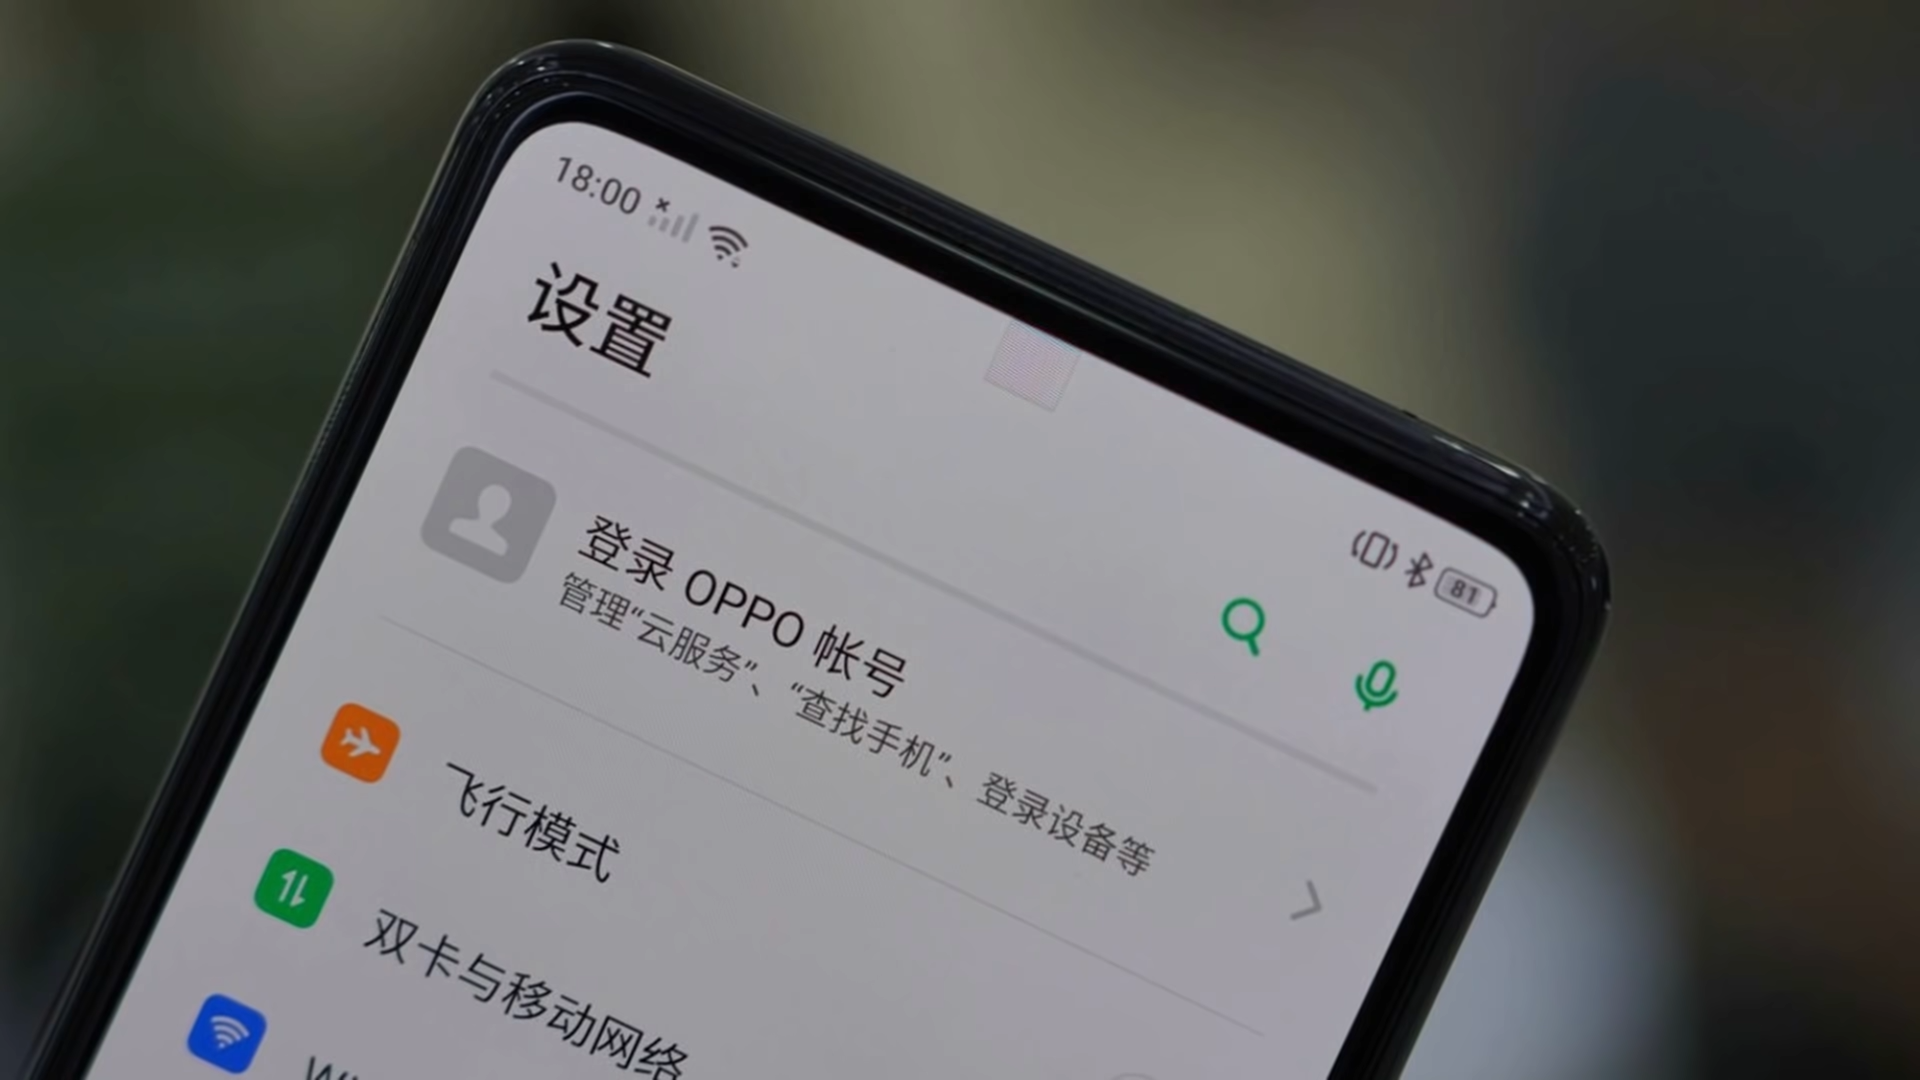 18:00
81
设置
登录 OPPO 帐号
管理“云服务”、“查找手机”、登录设备等
飞行模式
双卡与移动网络